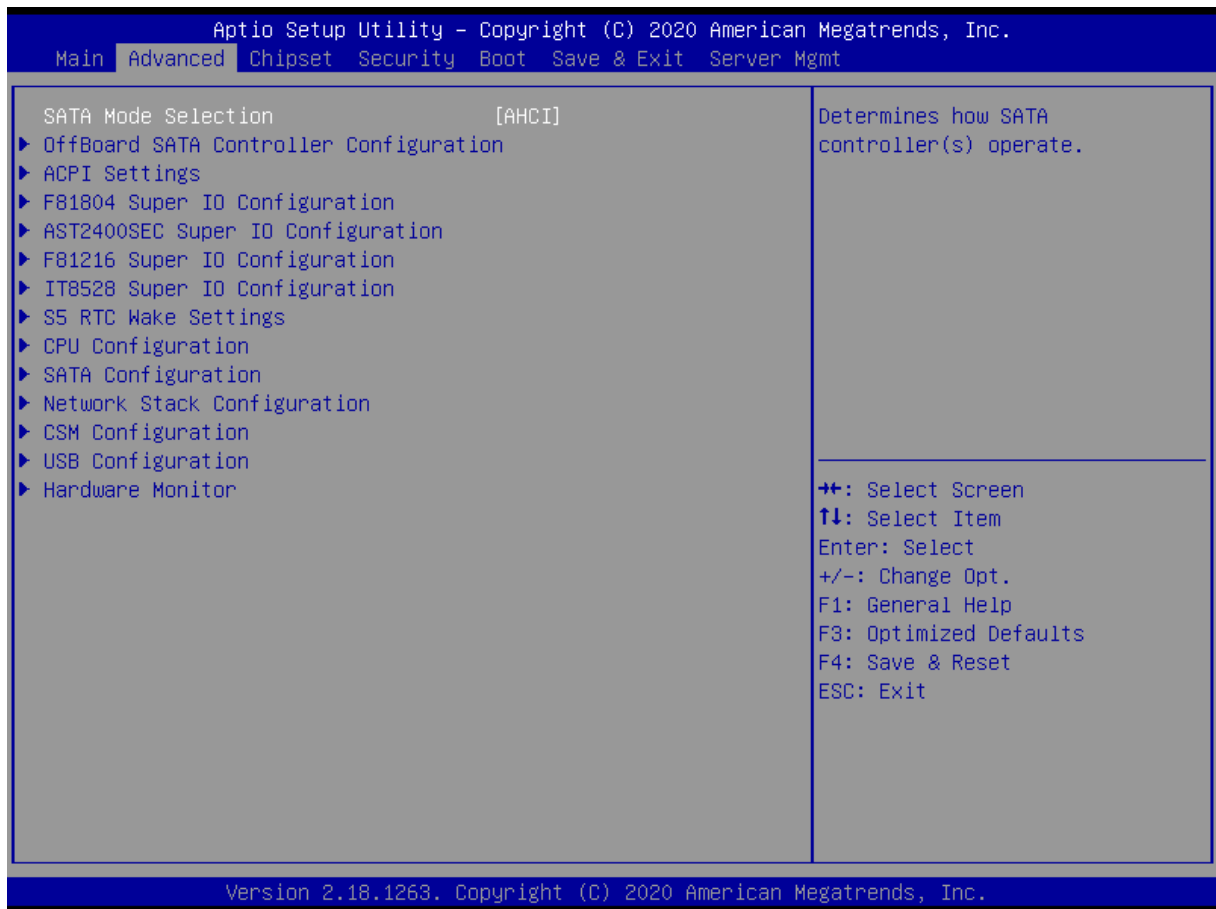 Aptio Setup Utility – Copyright (C) 2020 American Megatrends, Inc.
Main Advanced Chipset Security Boot Save & Exit Server Mgmt
SATA Mode Selection [AHCI]
▶ OffBoard SATA Controller Configuration
▶ ACPI Settings
▶ F81804 Super IO Configuration
▶ AST2400SEC Super IO Configuration
▶ F81216 Super IO Configuration
▶ IT8528 Super IO Configuration
▶ S5 RTC Wake Settings
▶ CPU Configuration
▶ SATA Configuration
▶ Network Stack Configuration
▶ CSM Configuration
▶ USB Configuration
▶ Hardware Monitor
Determines how SATA
controller(s) operate.
→←: Select Screen
↑↓: Select Item
Enter: Select
+/-: Change Opt.
F1: General Help
F3: Optimized Defaults
F4: Save & Reset
ESC: Exit
Version 2.18.1263. Copyright (C) 2020 American Megatrends, Inc.